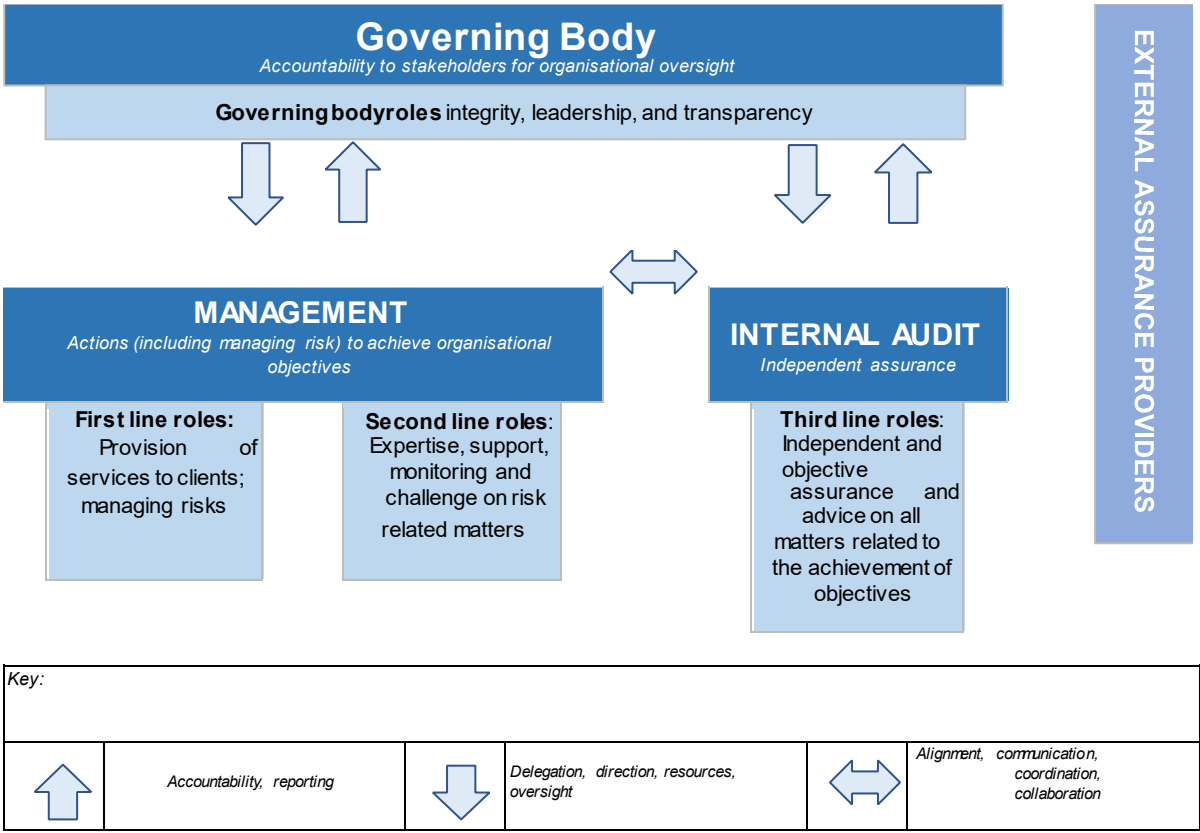 Governing Body
Accountability to stakeholders for organisational oversight
Governing body roles integrity, leadership, and transparency
MANAGEMENT
Actions (including managing risk) to achieve organisational
objectives
First line roles:
Provision of
services to clients;
managing risks
Second line roles:
Expertise, support,
monitoring and
challenge on risk
related matters
INTERNAL AUDIT
Independent assurance
Third line roles:
Independent and
objective
assurance and
advice on all
matters related to
the achievement of
objectives
EXTERNAL ASSURANCE PROVIDERS
Key:
Accountability, reporting
Delegation, direction, resources,
oversight
Alignment, communication,
coordination,
collaboration